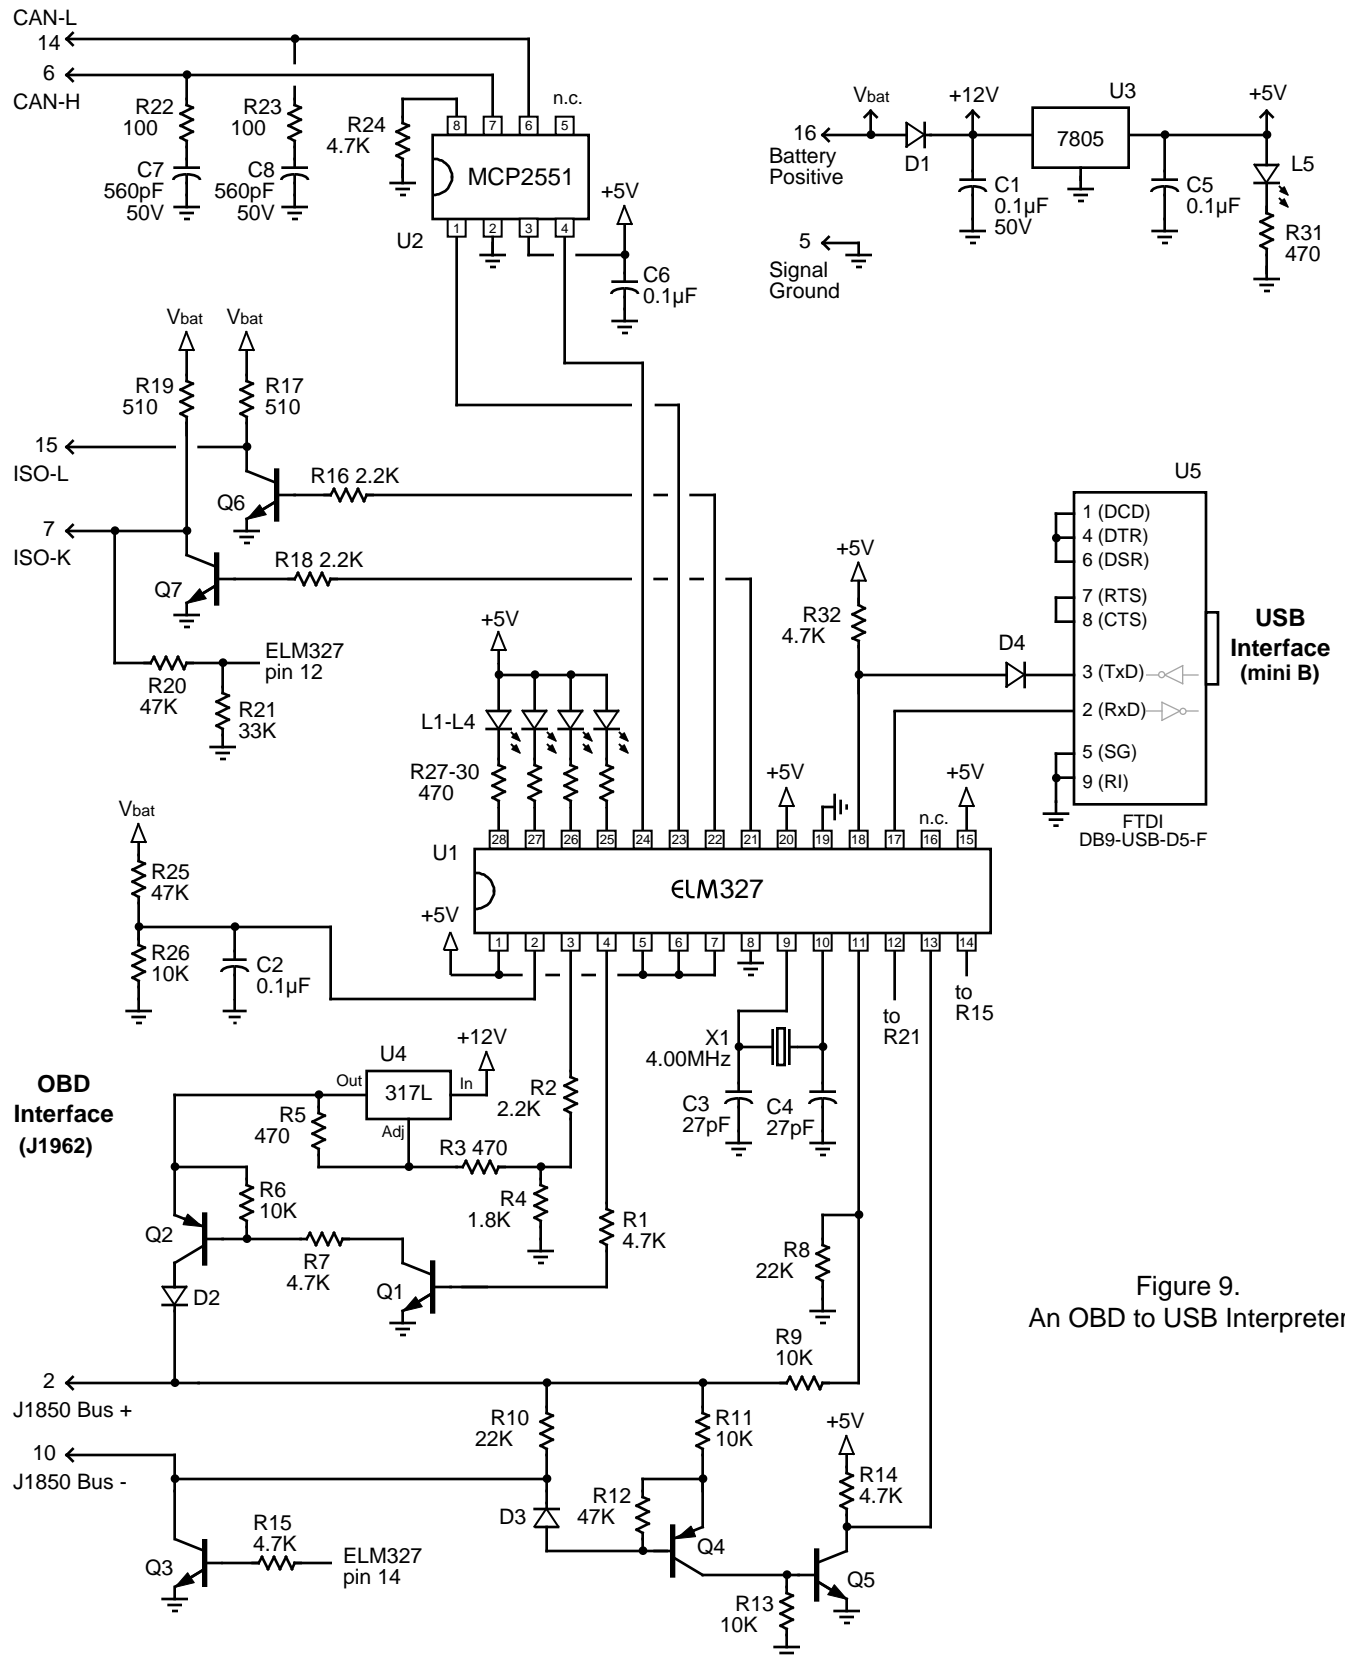 CAN-L
14
6
CAN-H
R22
100
R23
100
C7
560pF
50V
C8
560pF
50V
R24
4.7K
n.c.
8
7
6
5
MCP2551
1
2
3
4
U2
+5V
C6
0.1µF
Vbat
+12V
U3
+5V
16
Battery
Positive
D1
7805
L5
C1
0.1µF
50V
C5
0.1µF
R31
470
5
Signal
Ground
Vbat
Vbat
R19
510
R17
510
15
ISO-L
R16 2.2K
Q6
7
ISO-K
R18 2.2K
Q7
ELM327
pin 12
R20
47K
R21
33K
+5V
L1-L4
R27-30
470
+5V
R32
4.7K
D4
U5
1 (DCD)
4 (DTR)
6 (DSR)
7 (RTS)
8 (CTS)
3 (TxD)
2 (RxD)
5 (SG)
9 (RI)
USB
Interface
(mini B)
FTDI
DB9-USB-D5-F
+5V
+5V
n.c.
28
27
26
25
24
23
22
21
20
19
18
17
16
15
U1
ELM327
+5V
1
2
3
4
5
6
7
8
9
10
11
12
13
14
to
R21
to
R15
Vbat
R25
47K
R26
10K
C2
0.1µF
X1
4.00MHz
C3
27pF
C4
27pF
OBD
Interface
(J1962)
U4
+12V
Out
317L
In
Adj
R5
470
R3 470
R2
2.2K
R4
1.8K
R1
4.7K
R6
10K
Q2
R7
4.7K
Q1
D2
R8
22K
R9
10K
Figure 9.
An OBD to USB Interpreter
2
J1850 Bus +
10
J1850 Bus -
R10
22K
R11
10K
+5V
R14
4.7K
R12
47K
D3
Q4
R15
4.7K
ELM327
pin 14
Q3
Q5
R13
10K